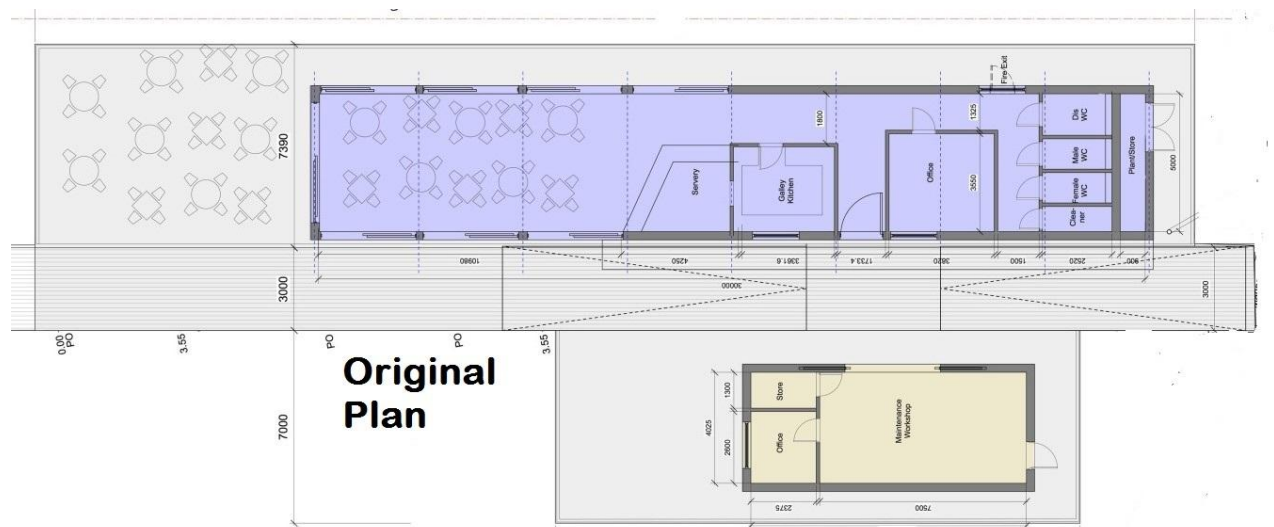 Fire Exit
Dis
WC
Male
WC
Female
WC
Clea-
ner
Plant/Store
1800
1325
5000
7390
Servery
Galley
Kitchen
Office
3550
10980
4250
3361.6
1733.4
3820
1500
2520
900
30000
3000
3000
0.00
PO
3.55
PO
PO
3.55
Original
Plan
7000
1300
4025
2600
Store
Office
Maintenance
Workshop
2375
7500